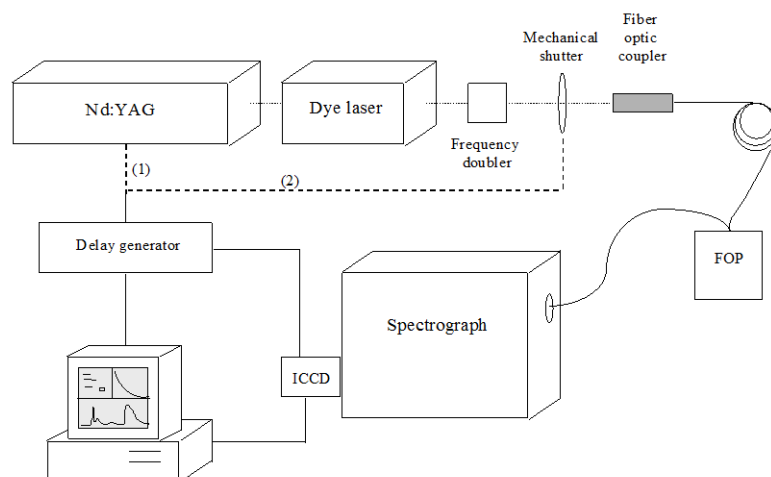 Fiber
optic
coupler
Mechanical
shutter
Nd:YAG
Dye laser
Frequency
doubler
(1)
(2)
Delay generator
FOP
Spectrograph
ICCD